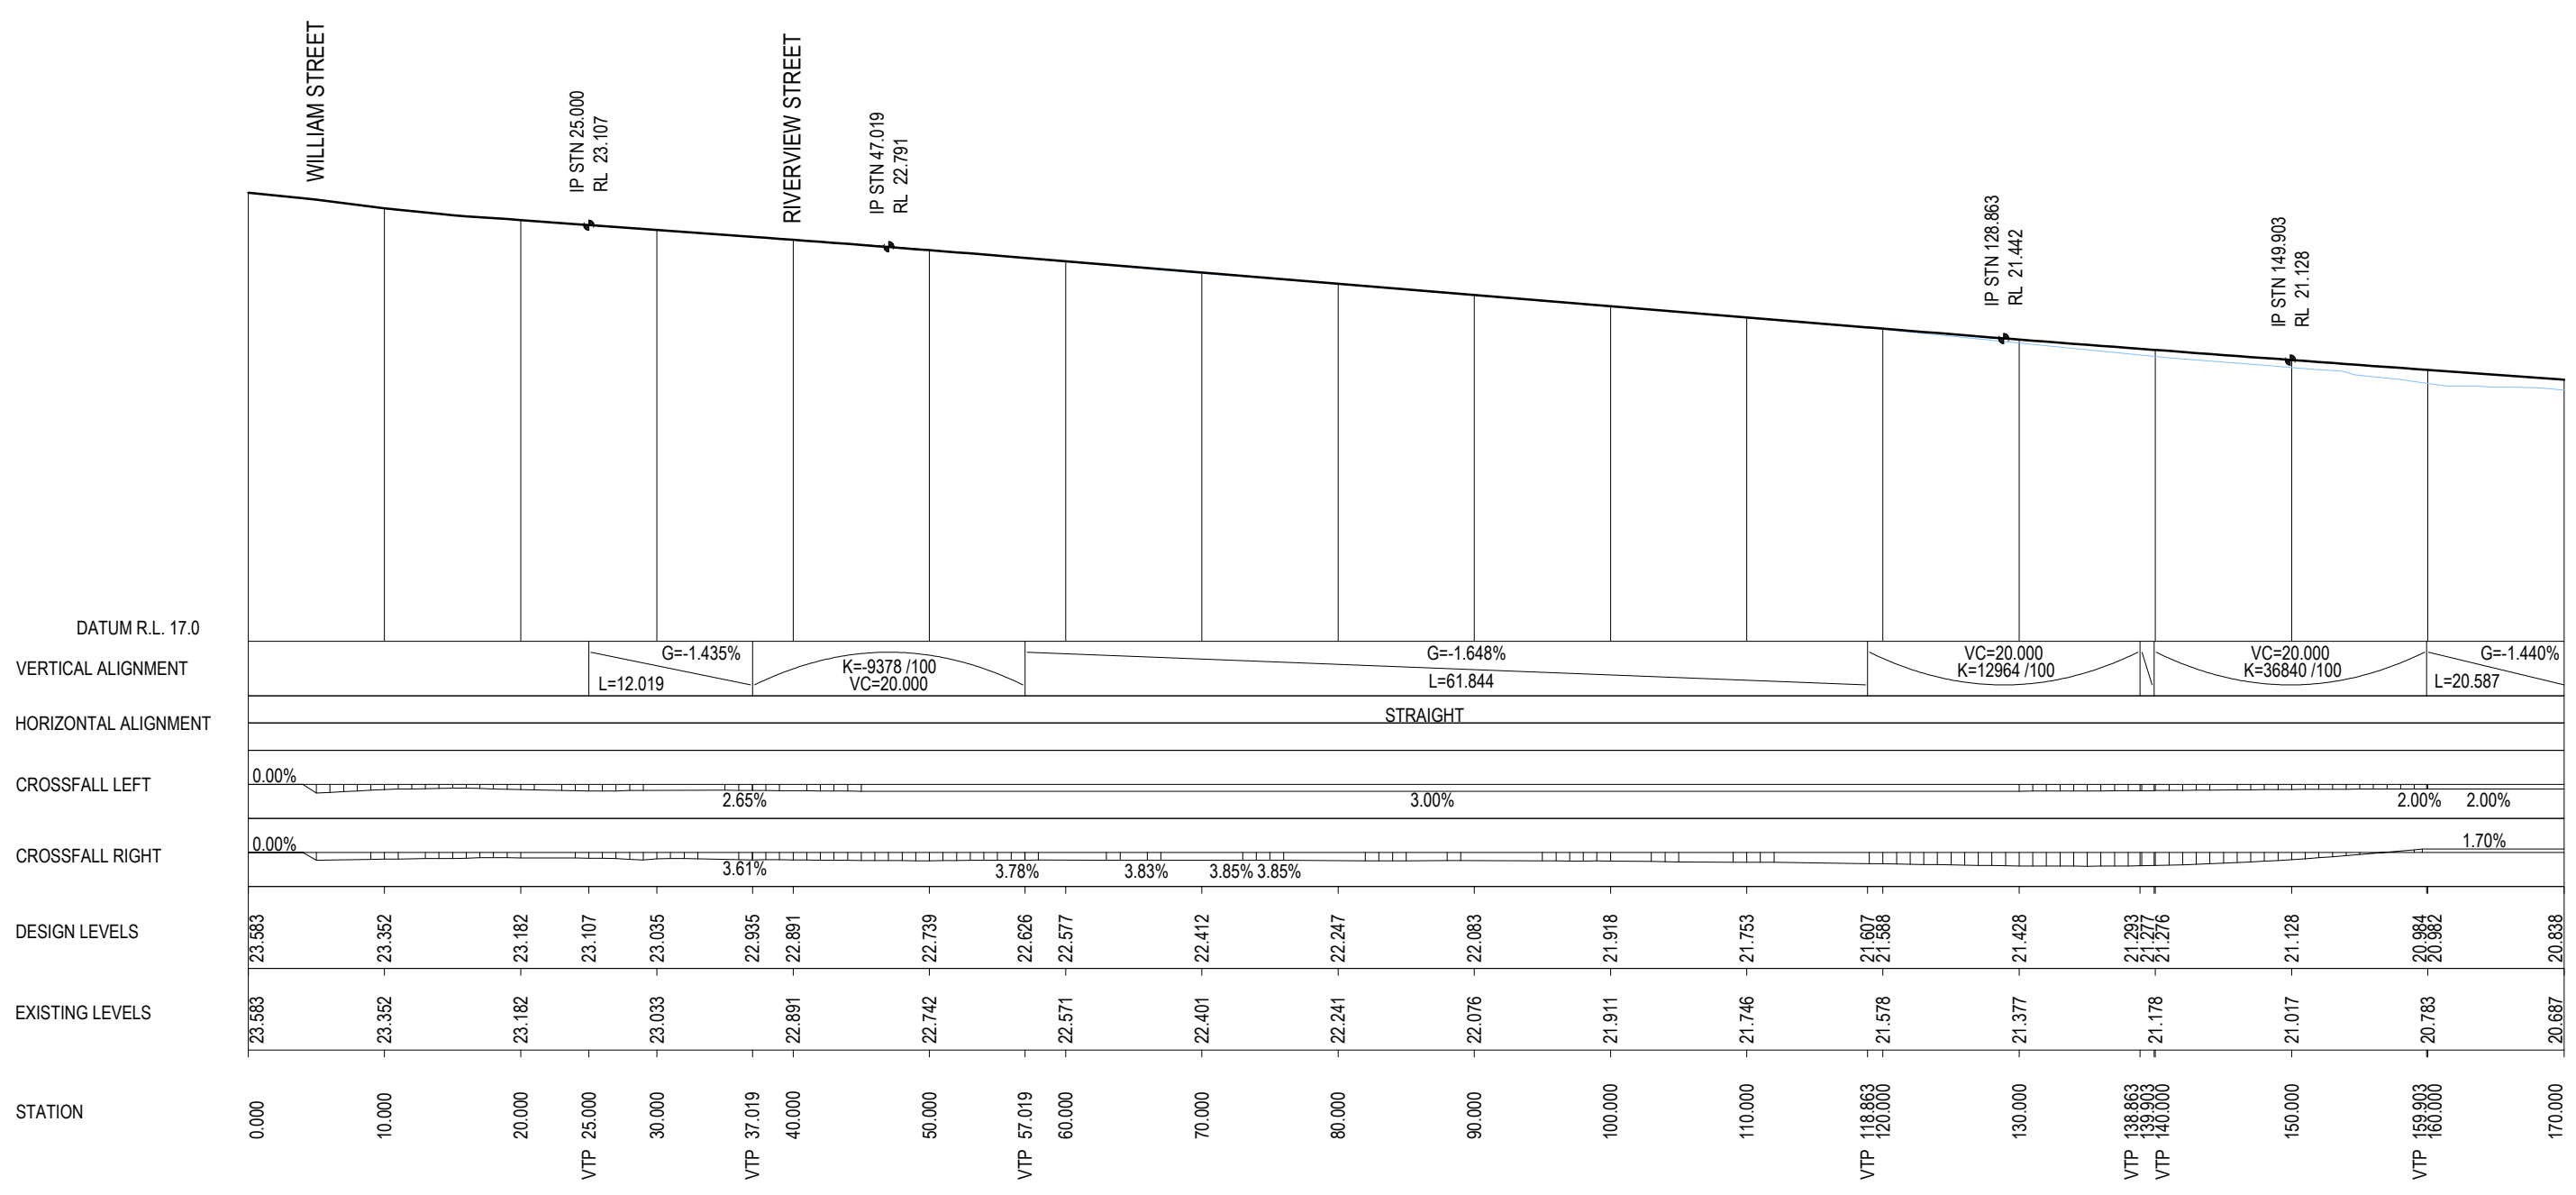 WILLIAM STREET
IP STN 25.000
RL 23.107
RIVERVIEW STREET
IP STN 47.019
RL 22.791
IP STN 128.863
RL 21.442
IP STN 149.903
RL 21.128
DATUM R.L. 17.0
VERTICAL ALIGNMENT
G=-1.435%
L=12.019
K=-9378 /100
VC=20.000
G=-1.648%
L=61.844
VC=20.000
K=12964 /100
VC=20.000
K=36840 /100
G=-1.440%
L=20.587
HORIZONTAL ALIGNMENT
STRAIGHT
CROSSFALL LEFT
0.00%
2.65%
3.00%
2.00%
2.00%
CROSSFALL RIGHT
0.00%
3.61%
3.78%
3.83%
3.85%
3.85%
1.70%
DESIGN LEVELS
23.583
23.352
23.182
23.107
23.035
22.935
22.891
22.739
22.626
22.577
22.412
22.247
22.083
21.918
21.753
21.607
21.588
21.428
21.293
21.277
21.276
21.128
20.984
20.982
20.838
EXISTING LEVELS
23.583
23.352
23.182
23.033
22.891
22.742
22.571
22.401
22.241
22.076
21.911
21.746
21.578
21.377
21.178
21.017
20.783
20.687
STATION
0.000
10.000
20.000
VTP 25.000
30.000
VTP 37.019
40.000
50.000
VTP 57.019
60.000
70.000
80.000
90.000
100.000
110.000
VTP 118.863
120.000
130.000
VTP 138.863
VTP 139.903
140.000
150.000
VTP 159.903
160.000
170.000